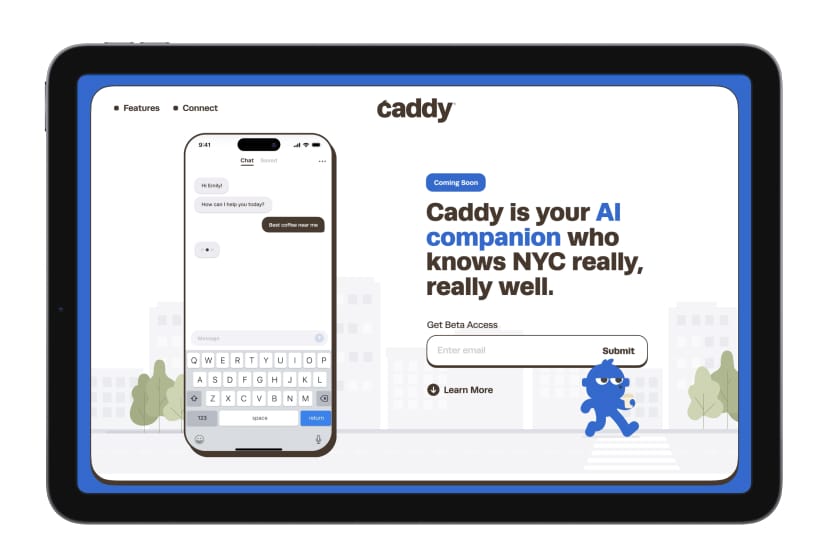 Features
Connect
caddy
9:41
Chat Saved
Hi Emily!
How can I help you today?
Best coffee near me
Message
Q W E R T Y U I O P
A S D F G H J K L
Z X C V B N M
123 space return
Coming Soon
Caddy is your AI
companion who
knows NYC really,
really well.
Get Beta Access
Enter email Submit
Learn More